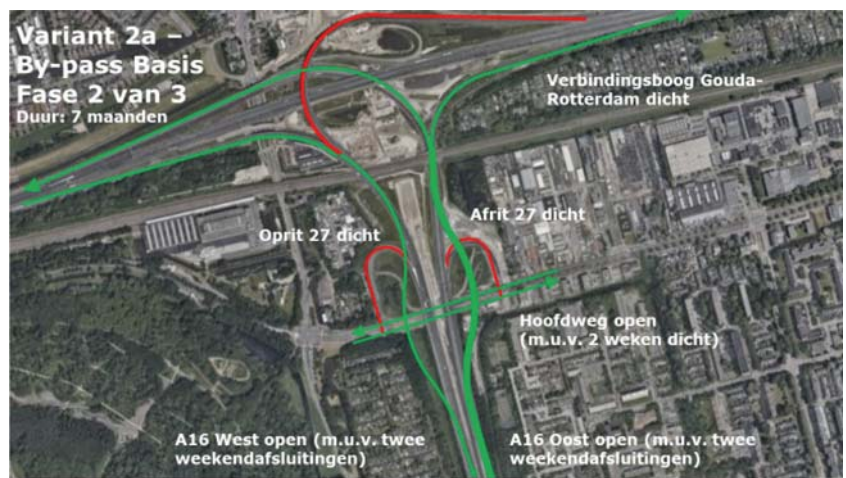 Variant 2a –
By-pass Basis
Fase 2 van 3
Duur: 7 maanden
Verbindingsboog Gouda-
Rotterdam dicht
Oprit 27 dicht
Afrit 27 dicht
Hoofdweg open
(m.u.v. 2 weken dicht)
A16 West open (m.u.v. twee
weekendafsluitingen)
A16 Oost open (m.u.v. twee
weekendafsluitingen)